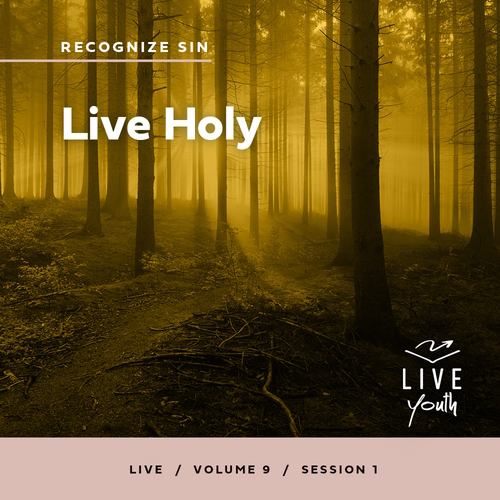 RECOGNIZE SIN
Live Holy
LIVE
youth
LIVE / VOLUME 9 / SESSION 1